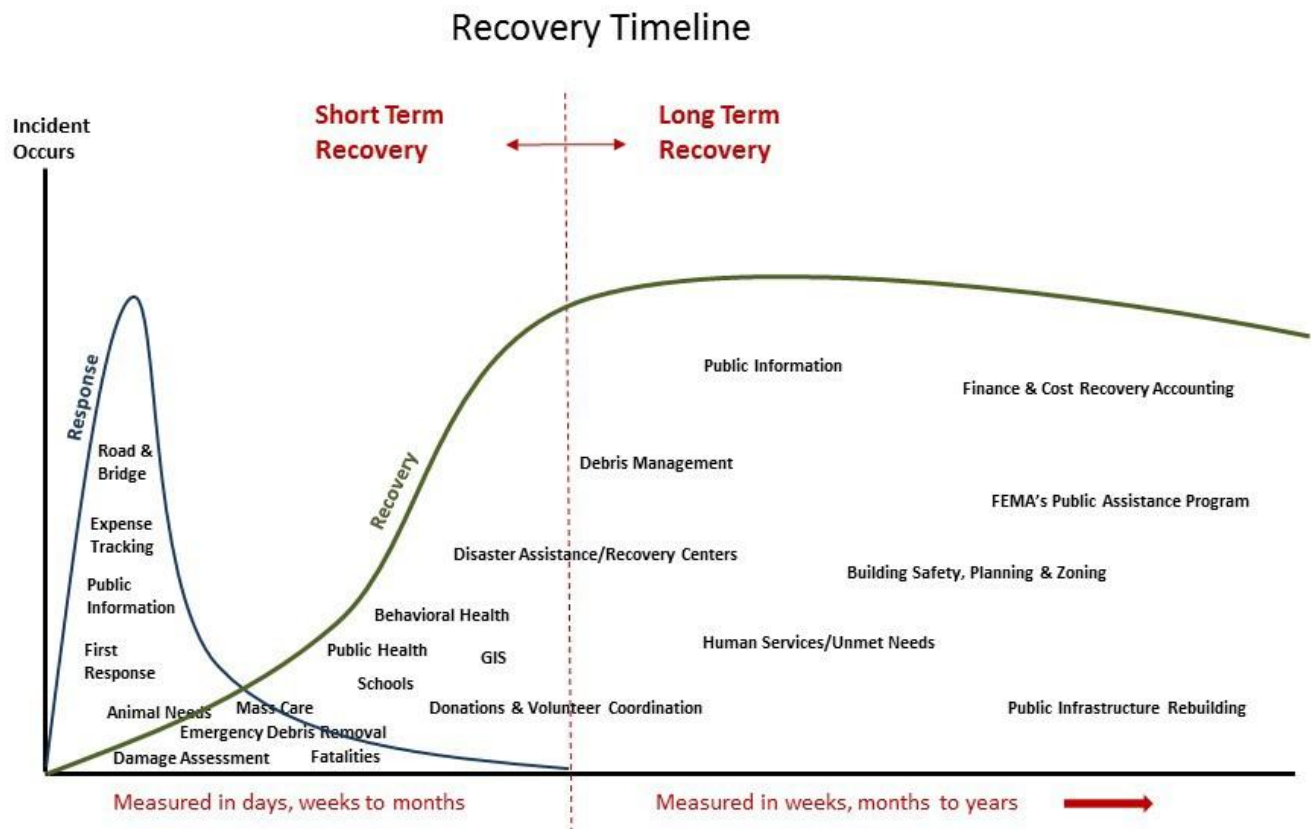 Recovery Timeline
Incident
Occurs
Short Term
Recovery
Long Term
Recovery
Response
Recovery
Road &
Bridge
Expense
Tracking
Public
Information
First
Response
Animal Needs
Mass Care
Emergency Debris Removal
Damage Assessment
Fatalities
Behavioral Health
Public Health
GIS
Schools
Disaster Assistance/Recovery Centers
Donations & Volunteer Coordination
Public Information
Finance & Cost Recovery Accounting
Debris Management
FEMA's Public Assistance Program
Building Safety, Planning & Zoning
Human Services/Unmet Needs
Public Infrastructure Rebuilding
Measured in days, weeks to months
Measured in weeks, months to years